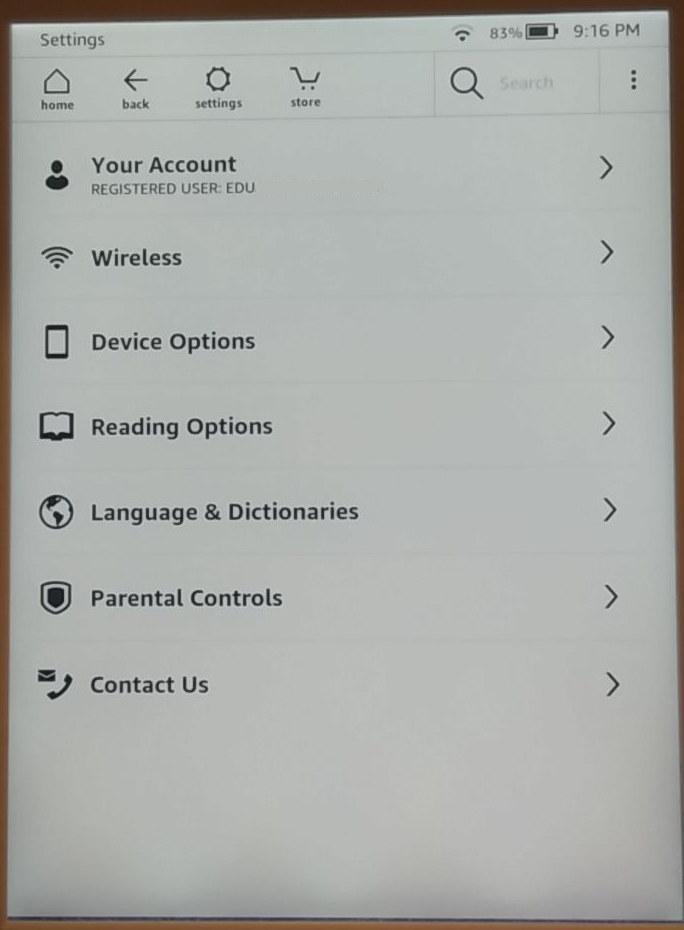 Settings 83% 9:16 PM
home back settings store Search
Your Account
REGISTERED USER: EDU
Wireless
Device Options
Reading Options
Language & Dictionaries
Parental Controls
Contact Us